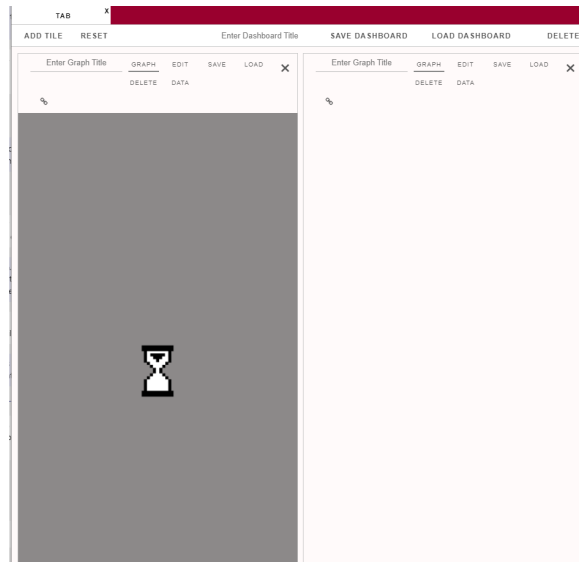 TAB X
ADD TILE RESET Enter Dashboard Title SAVE DASHBOARD LOAD DASHBOARD DELETE
Enter Graph Title GRAPH EDIT SAVE LOAD
DELETE DATA
Enter Graph Title GRAPH EDIT SAVE LOAD
DELETE DATA